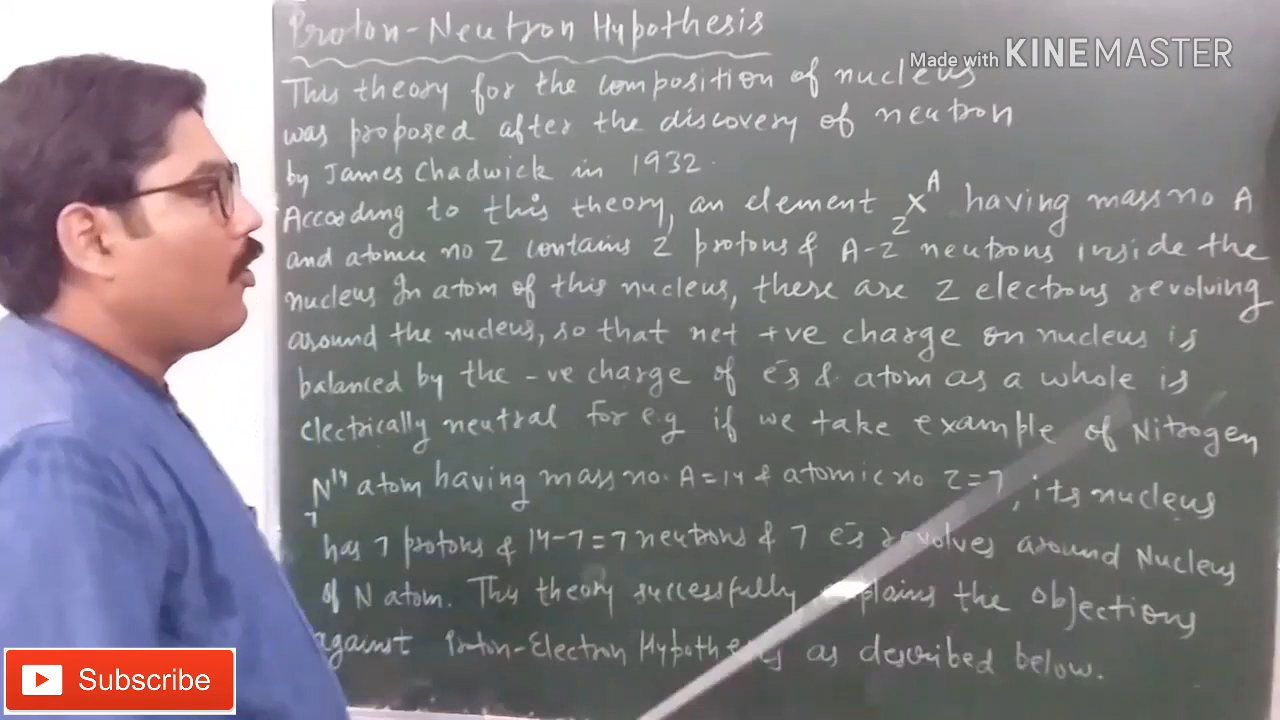 Proton-Neutron Hypothesis
Made with KINEMASTER
This theory for the composition of nucleus
was proposed after the discovery of neutron
by James Chadwick in 1932.
According to this theory, an element zX^A having mass no A
and atomic no Z contains Z protons & A-Z neutrons inside the
nucleus In atom of this nucleus, there are Z electrons revolving
around the nucleus, so that net +ve charge on nucleus is
balanced by the -ve charge of e⁻s & atom as a whole is
electrically neutral for e.g if we take example of Nitrogen
₇N¹⁴ atom having mass no. A=14 & atomic no Z=7, its nucleus
has 7 protons & 14-7=7 neutrons & 7 e⁻s revolves around Nucleus
of N atom. This theory successfully explains the objections
against Proton-Electron Hypothesis as described below.
Subscribe